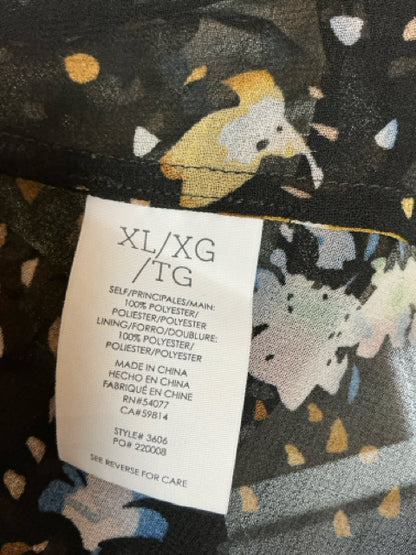 XL/XG
/TG
SELF/PRINCIPALES/MAIN:
100% POLYESTER/
POLIESTER/POLYESTER
LINING/FORRO/DOUBLURE:
100% POLYESTER/
POLIESTER/POLYESTER
MADE IN CHINA
HECHO EN CHINA
FABRIQUÉ EN CHINE
RN#54077
CA#59814
STYLE# 3606
PO# 220008
SEE REVERSE FOR CARE